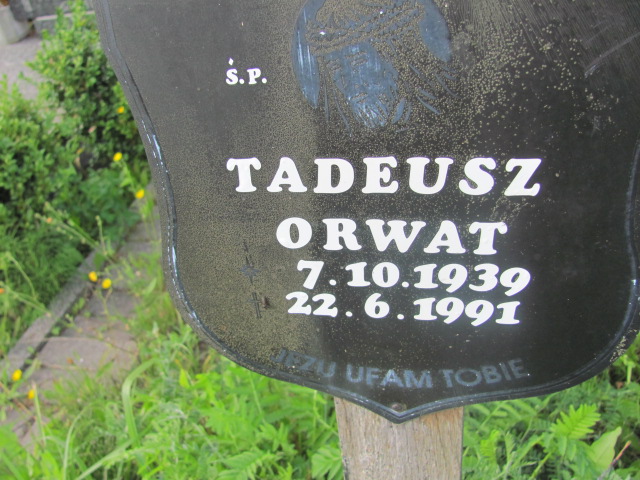 Ś.P.
TADEUSZ
ORWAT
7.10.1939
22.6.1991
JEZU UFAM TOBIE